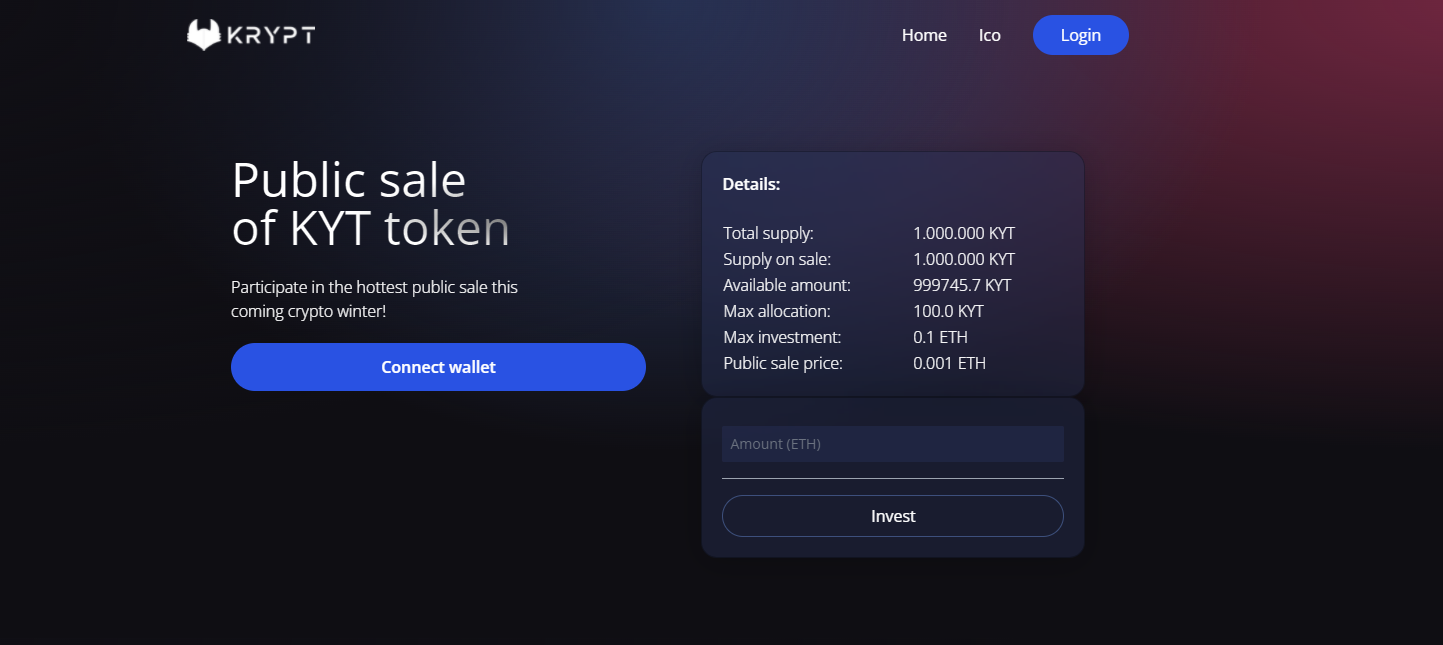 KRYPT
Home
Ico
Login
Public sale
of KYT token
Participate in the hottest public sale this
coming crypto winter!
Connect wallet
Details:
Total supply: 1.000.000 KYT
Supply on sale: 1.000.000 KYT
Available amount: 999745.7 KYT
Max allocation: 100.0 KYT
Max investment: 0.1 ETH
Public sale price: 0.001 ETH
Amount (ETH)
Invest